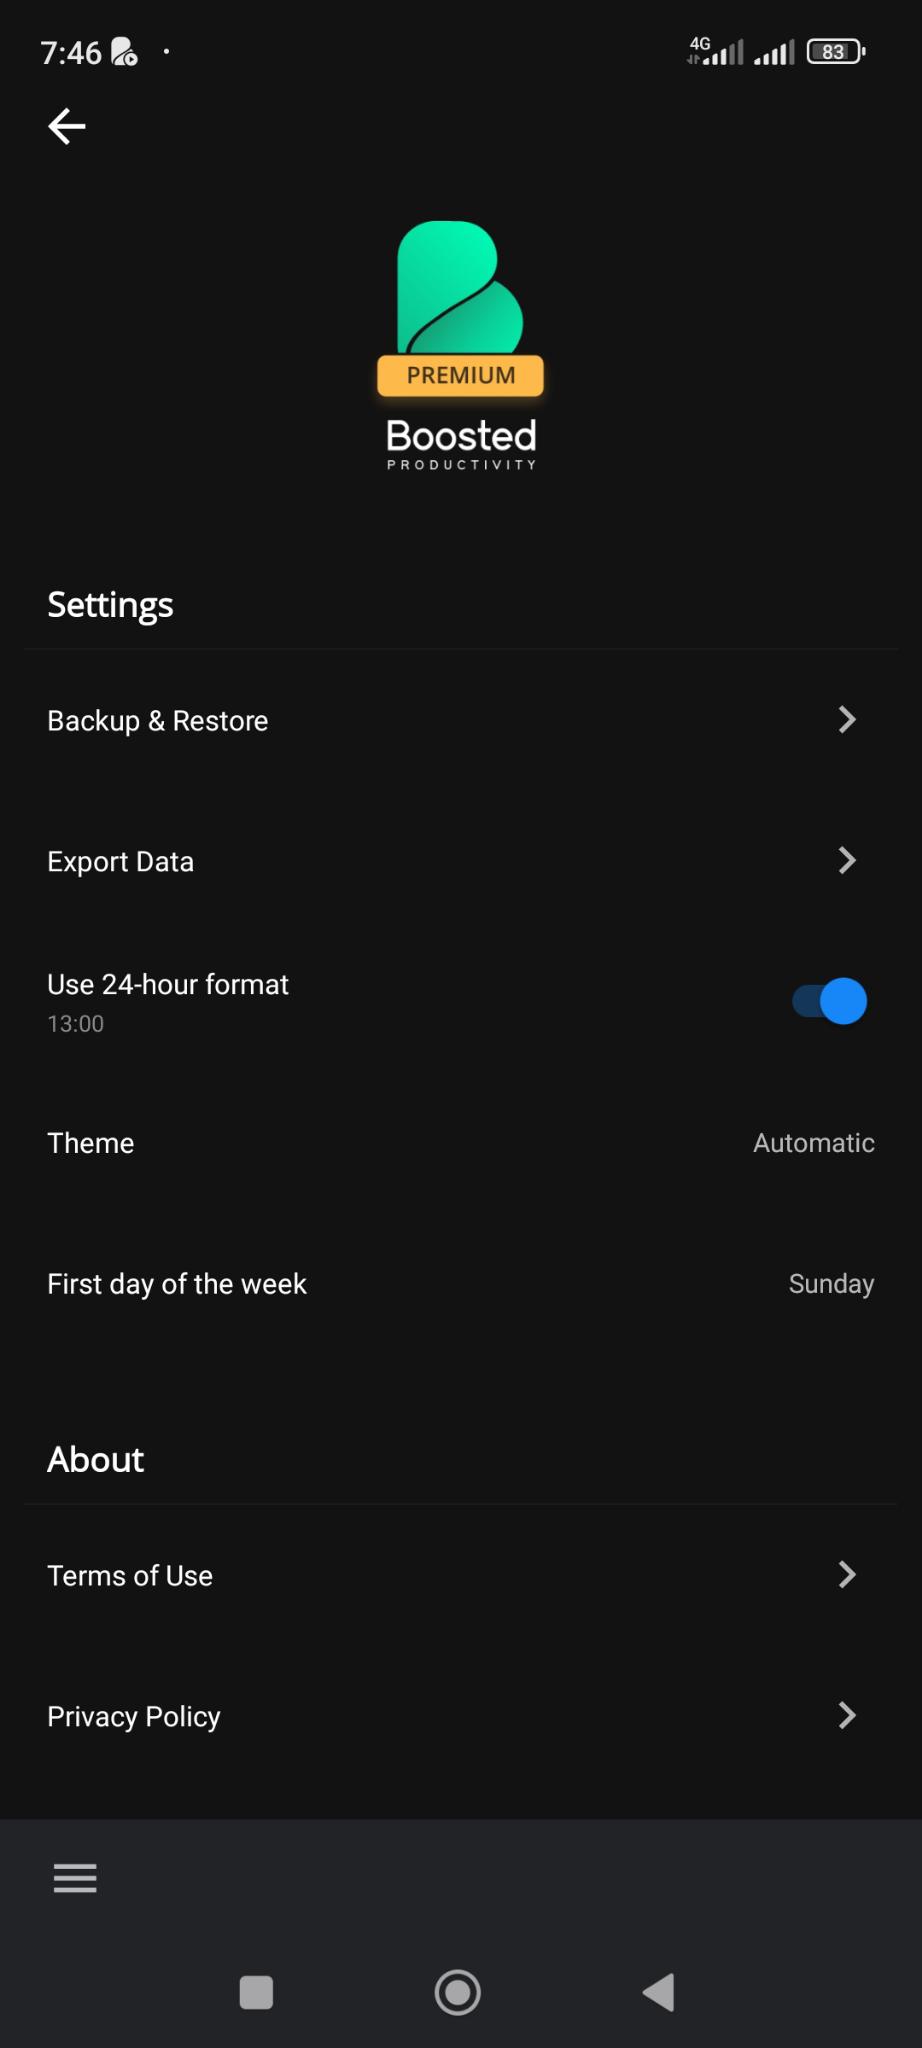 7:46
4G
83
PREMIUM
Boosted
PRODUCTIVITY
Settings
Backup & Restore
Export Data
Use 24-hour format
13:00
Theme
Automatic
First day of the week
Sunday
About
Terms of Use
Privacy Policy